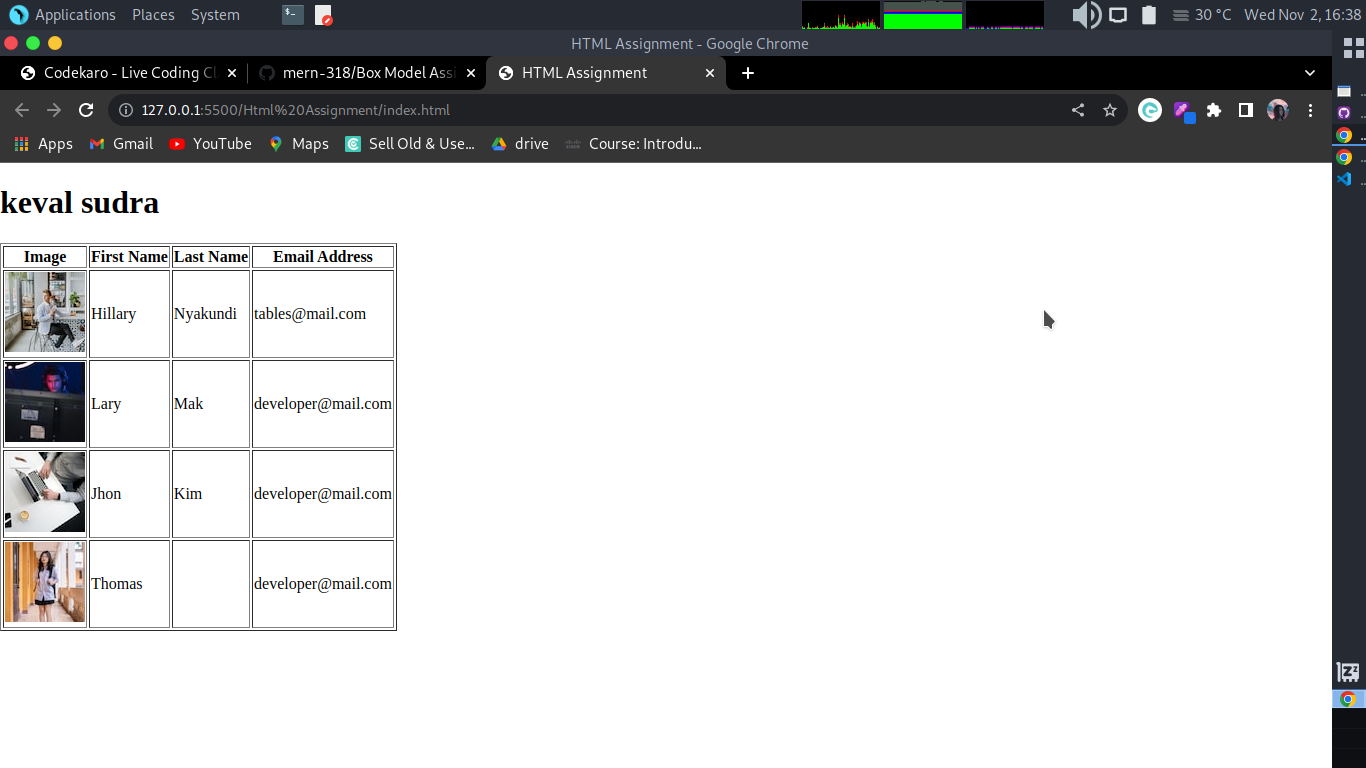 Applications Places System 30 °C Wed Nov 2, 16:38
HTML Assignment - Google Chrome
Codekaro - Live Coding Cl mern-318/Box Model Assi HTML Assignment
127.0.0.1:5500/Html%20Assignment/index.html
Apps Gmail YouTube Maps Sell Old & Use... drive Course: Introdu...
keval sudra
Image First Name Last Name Email Address
Hillary Nyakundi tables@mail.com
Lary Mak developer@mail.com
Jhon Kim developer@mail.com
Thomas developer@mail.com